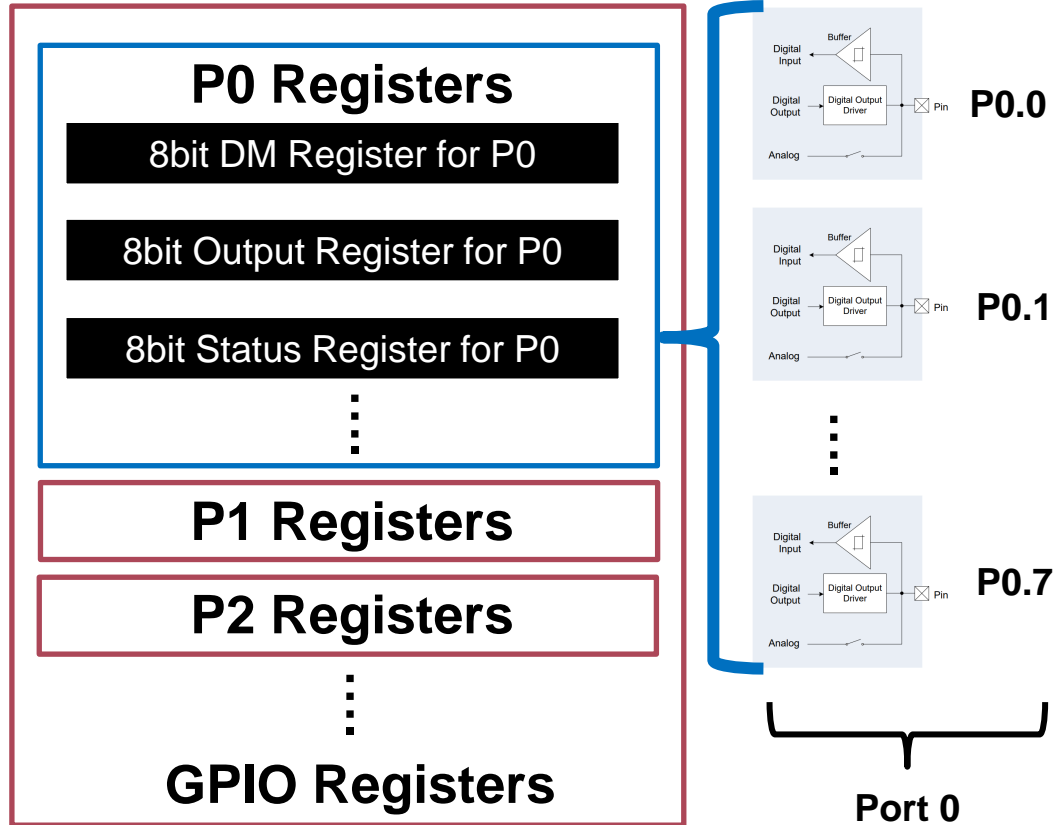 P0 Registers
8bit DM Register for P0
8bit Output Register for P0
8bit Status Register for P0
P1 Registers
P2 Registers
GPIO Registers
Buffer
Digital
Input
Digital
Output
Digital Output
Driver
Pin
Analog
P0.0
Buffer
Digital
Input
Digital
Output
Digital Output
Driver
Pin
Analog
P0.1
Buffer
Digital
Input
Digital
Output
Digital Output
Driver
Pin
Analog
P0.7
Port 0